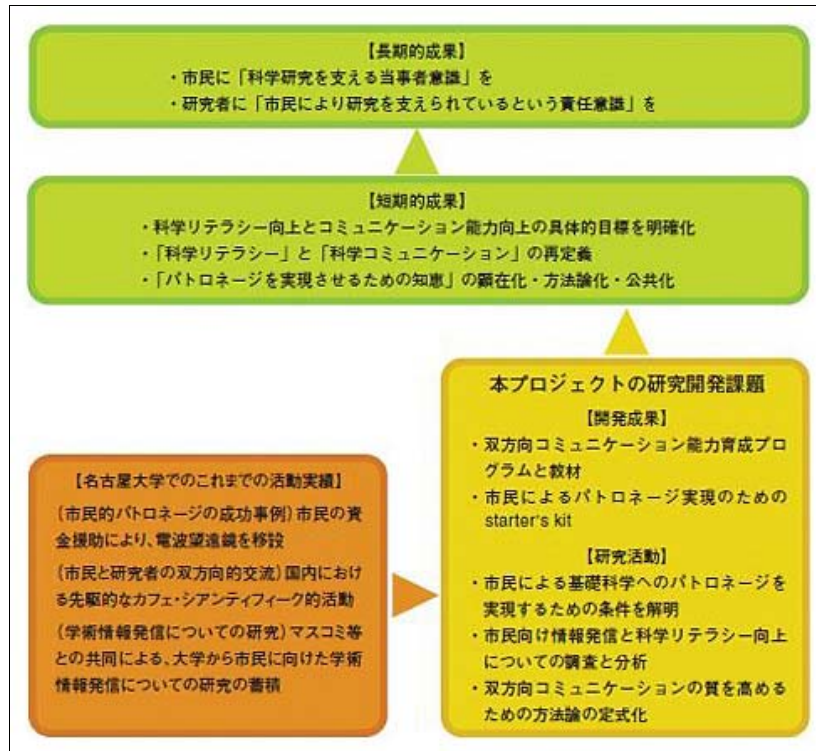 【長期的成果】
・市民に「科学研究を支える当事者意識」を
・研究者に「市民により研究を支えられているという責任意識」を
【短期的成果】
・科学リテラシー向上とコミュニケーション能力向上の具体的目標を明確化
・「科学リテラシー」と「科学コミュニケーション」の再定義
・「パトロネージを実現させるための知恵」の顕在化・方法論化・公共化
【名古屋大学でのこれまでの活動実績】
(市民的パトロネージの成功事例)市民の資
金援助により、電波望遠鏡を移設
(市民と研究者の双方向的交流)国内におけ
る先駆的なカフェ・シアンティフィーク的活動
(学術情報発信についての研究)マスコミ等
との共同による、大学から市民に向けた学術
情報発信についての研究の蓄積
本プロジェクトの研究開発課題
【開発成果】
・双方向コミュニケーション能力育成プロ
グラムと教材
・市民によるパトロネージ実現のための
starter's kit
【研究活動】
・市民による基礎科学へのパトロネージを
実現するための条件を解明
・市民向け情報発信と科学リテラシー向上
についての調査と分析
・双方向コミュニケーションの質を高める
ための方法論の定式化